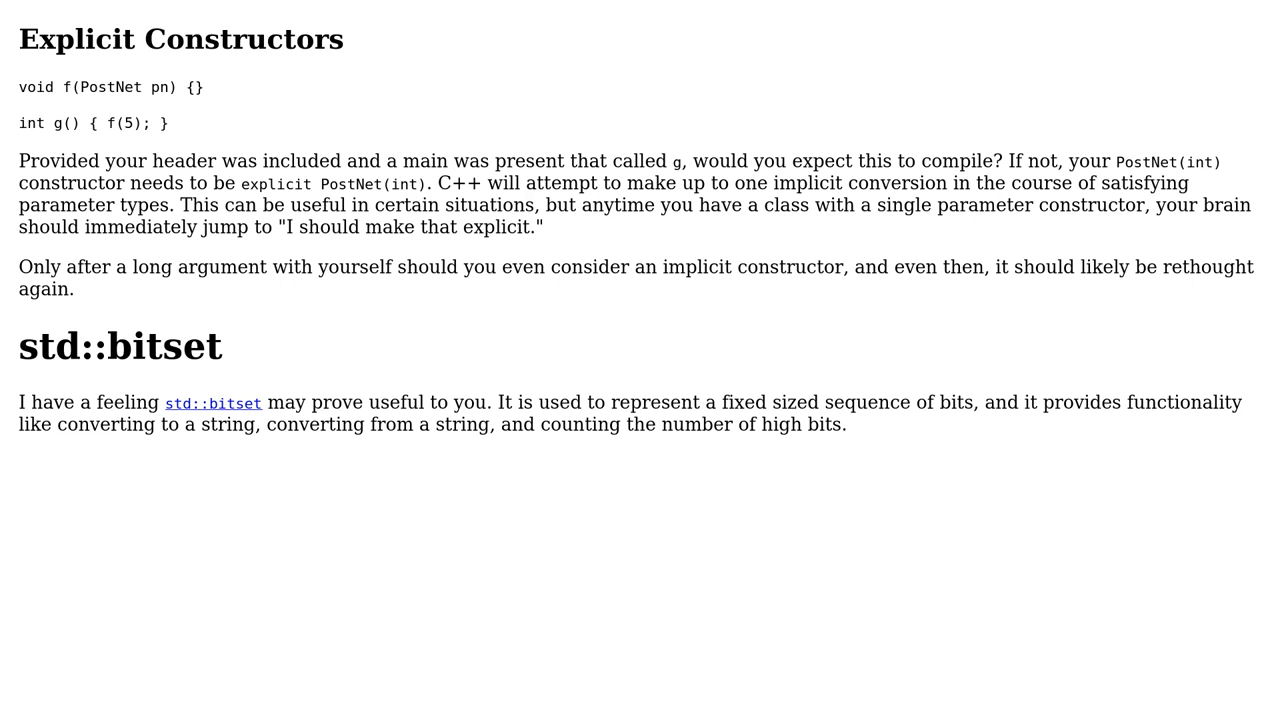 Explicit Constructors
void f(PostNet pn) {}
int g() { f(5); }
Provided your header was included and a main was present that called g, would you expect this to compile? If not, your PostNet(int)
constructor needs to be explicit PostNet(int). C++ will attempt to make up to one implicit conversion in the course of satisfying
parameter types. This can be useful in certain situations, but anytime you have a class with a single parameter constructor, your brain
should immediately jump to "I should make that explicit."
Only after a long argument with yourself should you even consider an implicit constructor, and even then, it should likely be rethought
again.
std::bitset
I have a feeling std::bitset may prove useful to you. It is used to represent a fixed sized sequence of bits, and it provides functionality
like converting to a string, converting from a string, and counting the number of high bits.